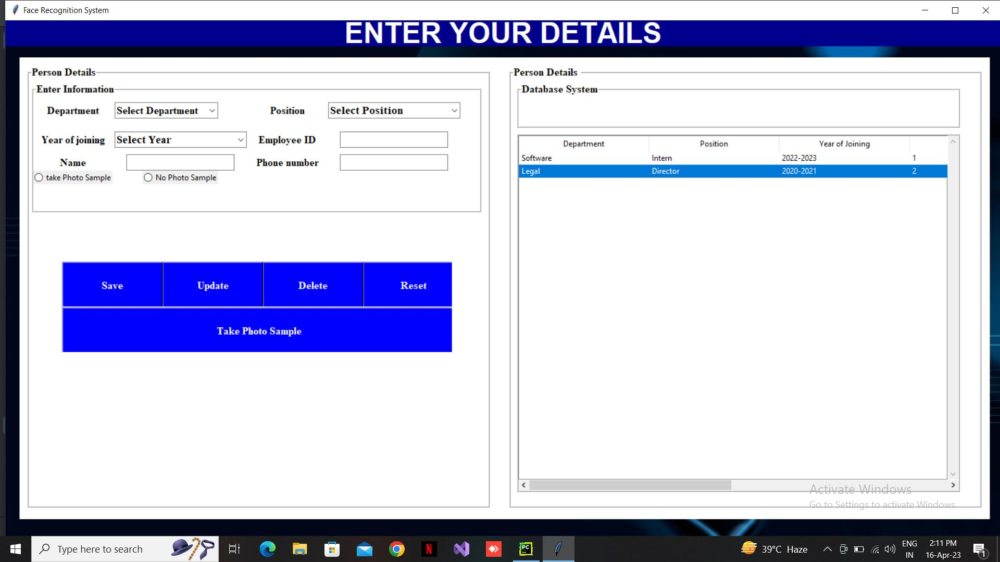 Face Recognition System
ENTER YOUR DETAILS
Person Details
Enter Information
Department Select Department Position Select Position
Year of joining Select Year Employee ID
Name Phone number
take Photo Sample No Photo Sample
Save Update Delete Reset
Take Photo Sample
Person Details
Database System
Department Position Year of Joining
Software Intern 2022-2023 1
Legal Director 2020-2021 2
Activate Windows
Go to Settings to activate Windows.
Type here to search
N
PC
39°C Haze
ENG
IN
2:11 PM
16-Apr-23
1